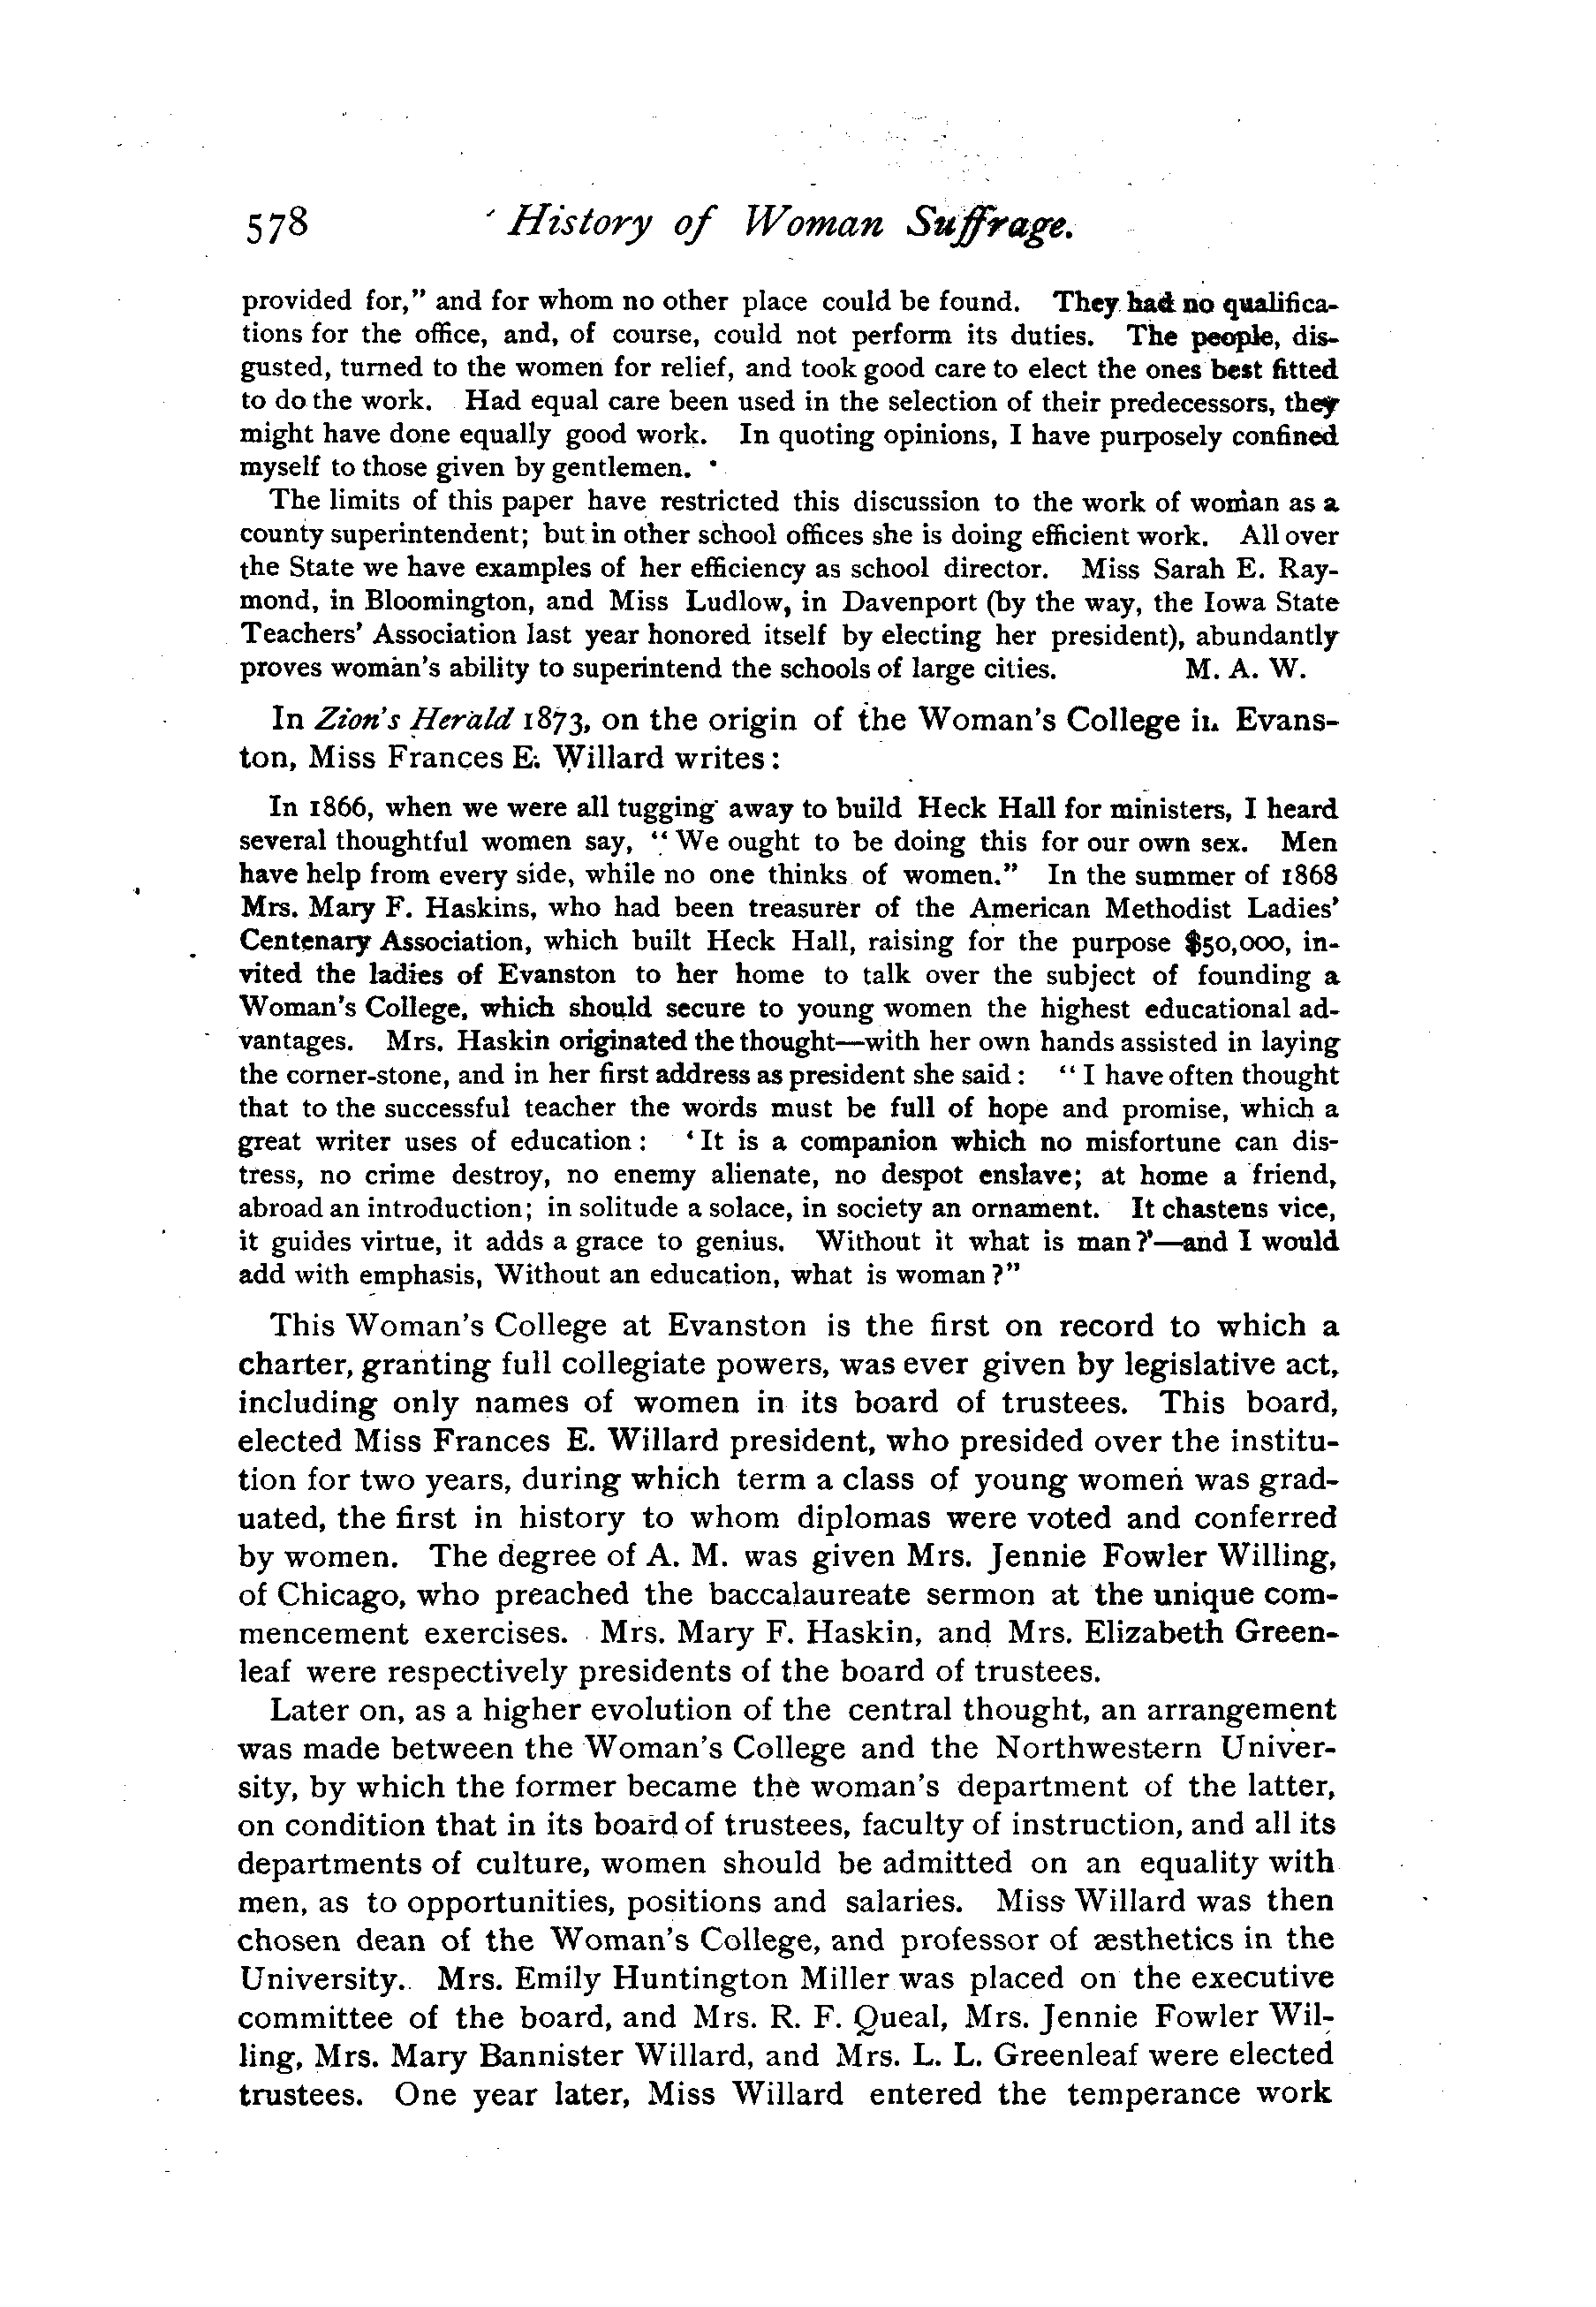 578 History of Woman Suffrage.
provided for," and for whom no other place could be found. They had no qualifica-
tions for the office, and, of course, could not perform its duties. The people, dis-
gusted, turned to the women for relief, and took good care to elect the ones best fitted
to do the work. Had equal care been used in the selection of their predecessors, they
might have done equally good work. In quoting opinions, I have purposely confined
myself to those given by gentlemen.
The limits of this paper have restricted this discussion to the work of woman as a
county superintendent; but in other school offices she is doing efficient work. All over
the State we have examples of her efficiency as school director. Miss Sarah E. Ray-
mond, in Bloomington, and Miss Ludlow, in Davenport (by the way, the Iowa State
Teachers' Association last year honored itself by electing her president), abundantly
proves woman's ability to superintend the schools of large cities. M. A. W.
In Zion's Herald 1873, on the origin of the Woman's College in Evans-
ton, Miss Frances E. Willard writes:
In 1866, when we were all tugging away to build Heck Hall for ministers, I heard
several thoughtful women say, "We ought to be doing this for our own sex. Men
have help from every side, while no one thinks of women." In the summer of 1868
Mrs. Mary F. Haskins, who had been treasurer of the American Methodist Ladies'
Centenary Association, which built Heck Hall, raising for the purpose $50,000, in-
vited the ladies of Evanston to her home to talk over the subject of founding a
Woman's College, which should secure to young women the highest educational ad-
vantages. Mrs. Haskin originated the thought—with her own hands assisted in laying
the corner-stone, and in her first address as president she said: "I have often thought
that to the successful teacher the words must be full of hope and promise, which a
great writer uses of education: 'It is a companion which no misfortune can dis-
tress, no crime destroy, no enemy alienate, no despot enslave; at home a friend,
abroad an introduction; in solitude a solace, in society an ornament. It chastens vice,
it guides virtue, it adds a grace to genius. Without it what is man?'—and I would
add with emphasis, Without an education, what is woman?"
This Woman's College at Evanston is the first on record to which a
charter, granting full collegiate powers, was ever given by legislative act,
including only names of women in its board of trustees. This board,
elected Miss Frances E. Willard president, who presided over the institu-
tion for two years, during which term a class of young women was grad-
uated, the first in history to whom diplomas were voted and conferred
by women. The degree of A. M. was given Mrs. Jennie Fowler Willing,
of Chicago, who preached the baccalaureate sermon at the unique com-
mencement exercises. Mrs. Mary F. Haskin, and Mrs. Elizabeth Green-
leaf were respectively presidents of the board of trustees.
Later on, as a higher evolution of the central thought, an arrangement
was made between the Woman's College and the Northwestern Univer-
sity, by which the former became the woman's department of the latter,
on condition that in its board of trustees, faculty of instruction, and all its
departments of culture, women should be admitted on an equality with
men, as to opportunities, positions and salaries. Miss Willard was then
chosen dean of the Woman's College, and professor of æsthetics in the
University. Mrs. Emily Huntington Miller was placed on the executive
committee of the board, and Mrs. R. F. Queal, Mrs. Jennie Fowler Wil-
ling, Mrs. Mary Bannister Willard, and Mrs. L. L. Greenleaf were elected
trustees. One year later, Miss Willard entered the temperance work